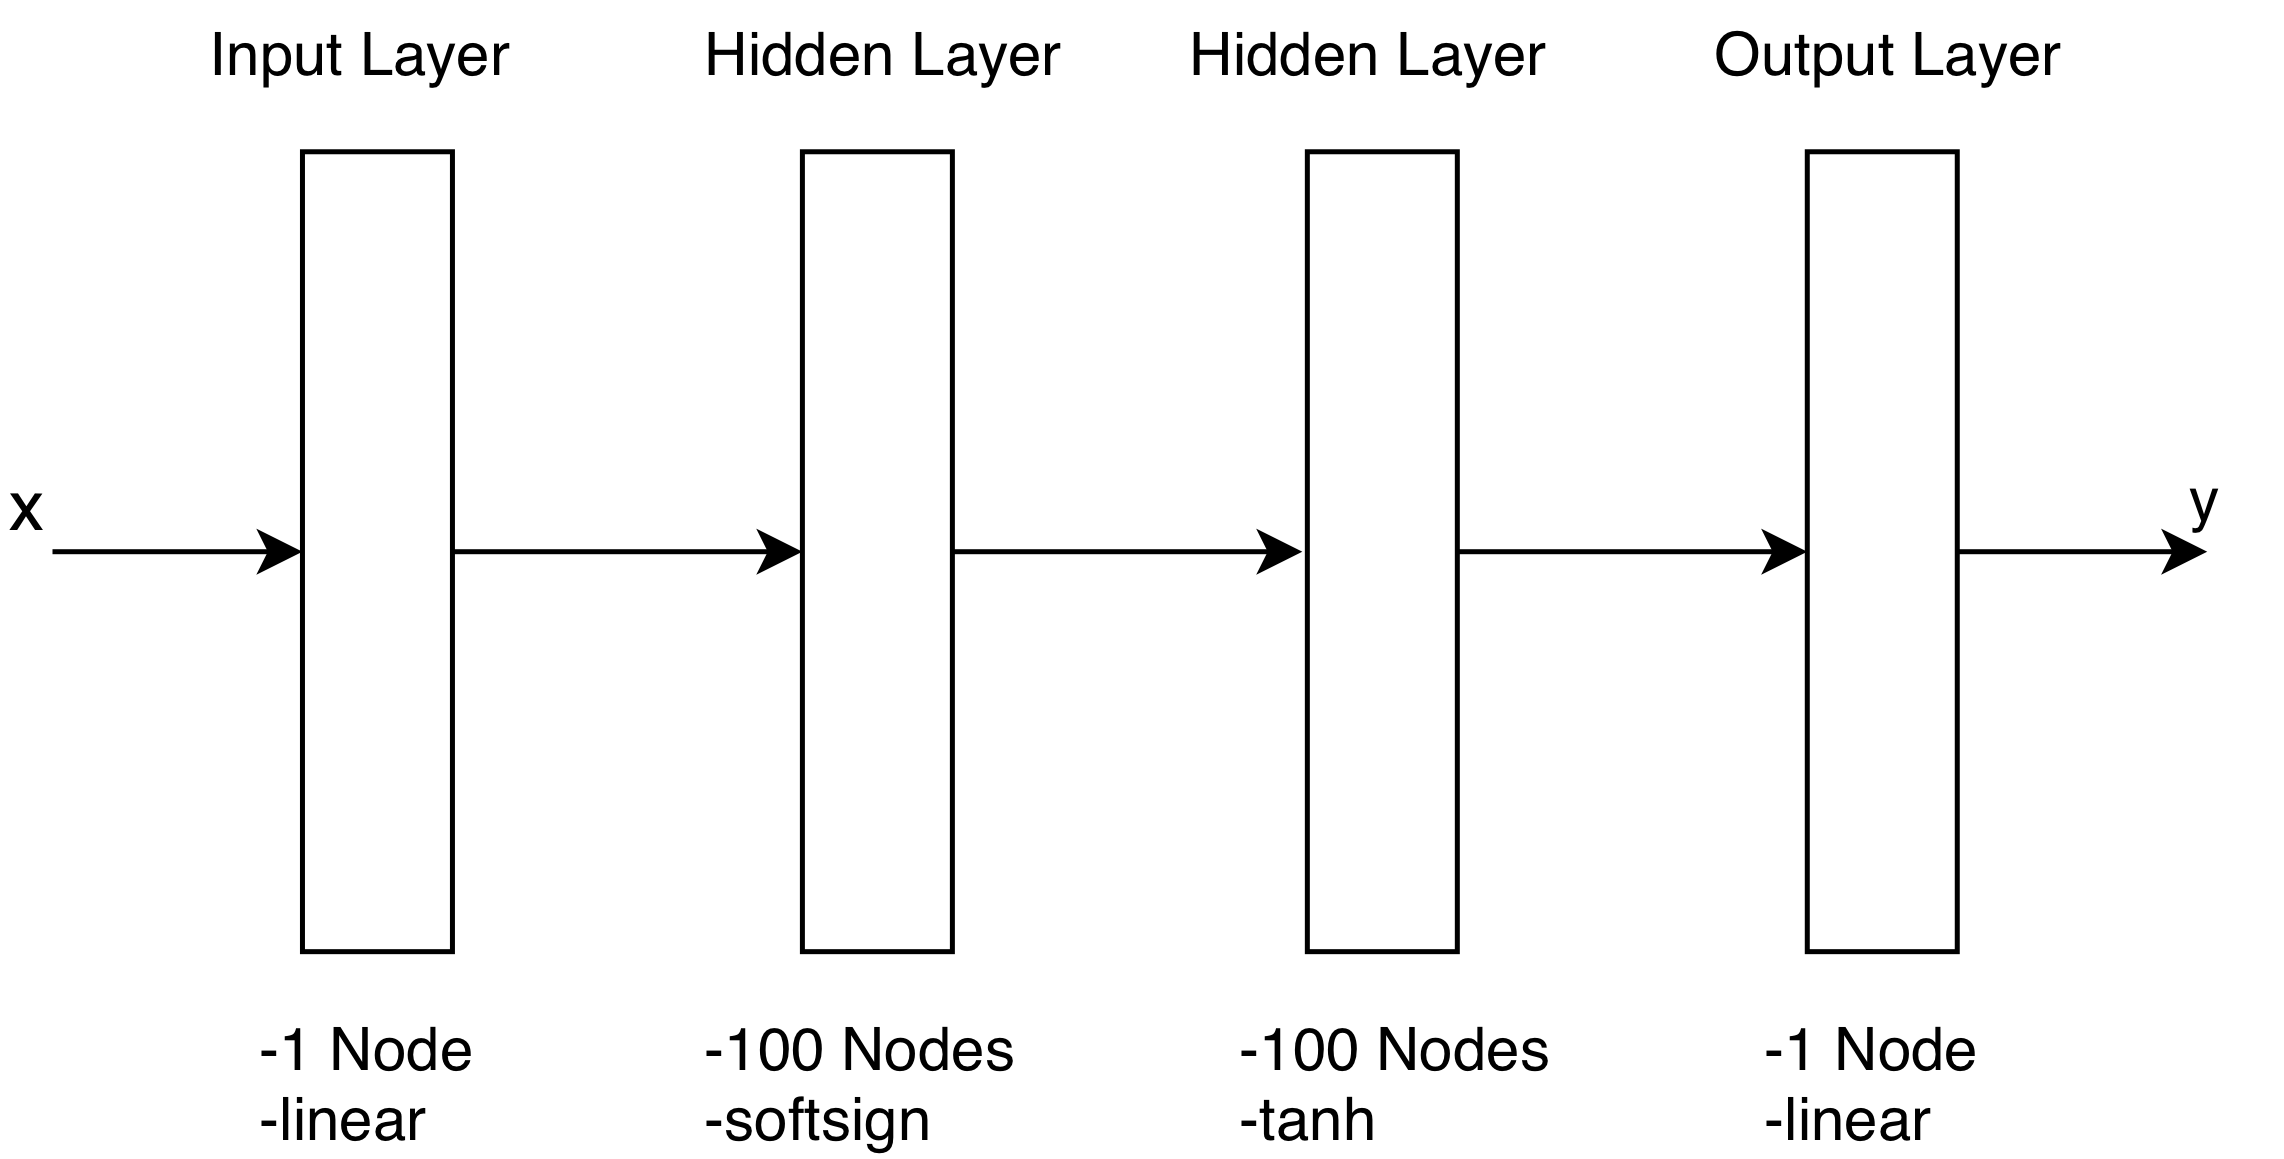 Input Layer
Hidden Layer
Hidden Layer
Output Layer
x
y
-1 Node
-linear
-100 Nodes
-softsign
-100 Nodes
-tanh
-1 Node
-linear